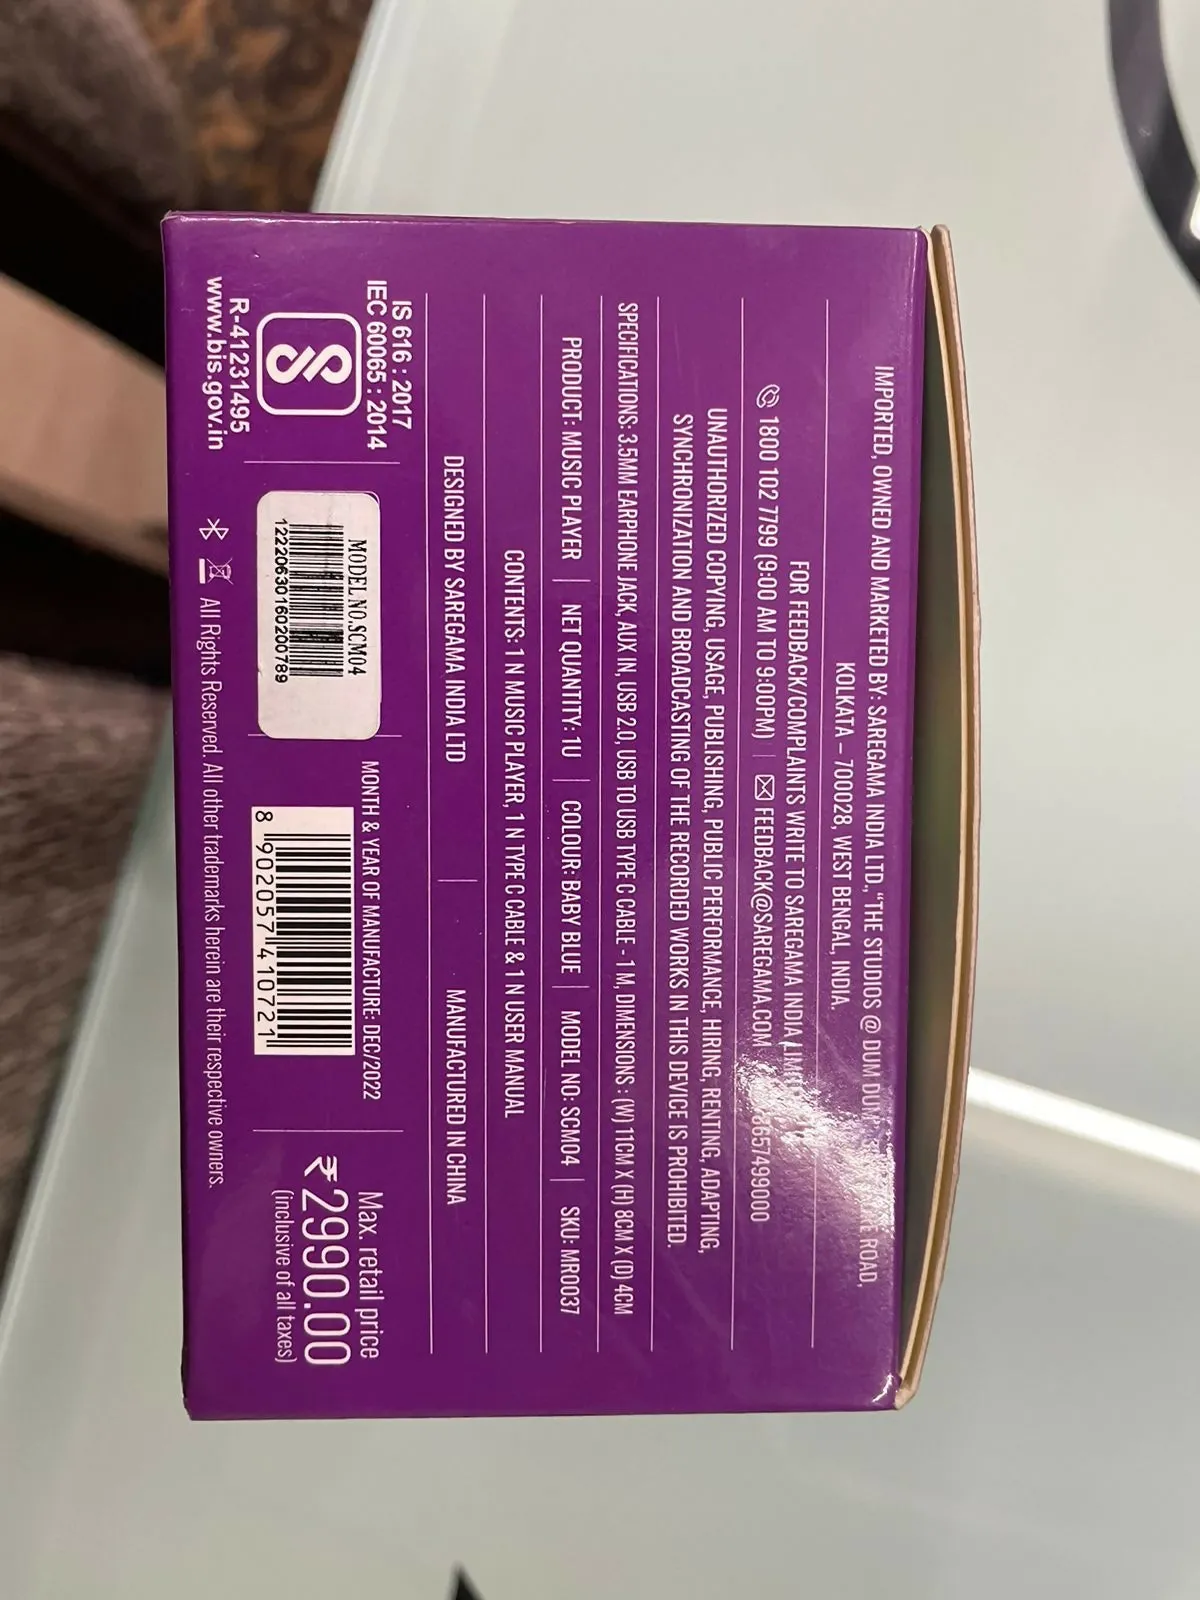 IMPORTED, OWNED AND MARKETED BY: SAREGAMA INDIA LTD., "THE STUDIOS @ DUM DUM" ROAD,
KOLKATA – 700028, WEST BENGAL, INDIA.
FOR FEEDBACK/COMPLAINTS WRITE TO SAREGAMA INDIA
1800 102 7799 (9:00 AM TO 9:00PM) | FEEDBACK@SAREGAMA.COM
UNAUTHORIZED COPYING, USAGE, PUBLISHING, PUBLIC PERFORMANCE, HIRING, RENTING, ADAPTING,
SYNCHRONIZATION AND BROADCASTING OF THE RECORDED WORKS IN THIS DEVICE IS PROHIBITED.
SPECIFICATIONS: 3.5MM EARPHONE JACK, AUX IN, USB 2.0, USB TO USB TYPE C CABLE - 1 M, DIMENSIONS : (W) 11CM X (H) 8CM X (D) 4CM
PRODUCT: MUSIC PLAYER | NET QUANTITY: 1U | COLOUR: BABY BLUE | MODEL NO: SCM04 | SKU: MR0037
CONTENTS: 1 N MUSIC PLAYER, 1 N TYPE C CABLE & 1 N USER MANUAL
DESIGNED BY SAREGAMA INDIA LTD | MANUFACTURED IN CHINA
IS 616 : 2017
IEC 60065 : 2014
R-41231495
www.bis.gov.in
MODEL NO.SCM04
12220630160200789
MONTH & YEAR OF MANUFACTURE: DEC/2022
8 902057 410721
Max. retail price
₹2990.00
(inclusive of all taxes)
All Rights Reserved. All other trademarks herein are their respective owners.